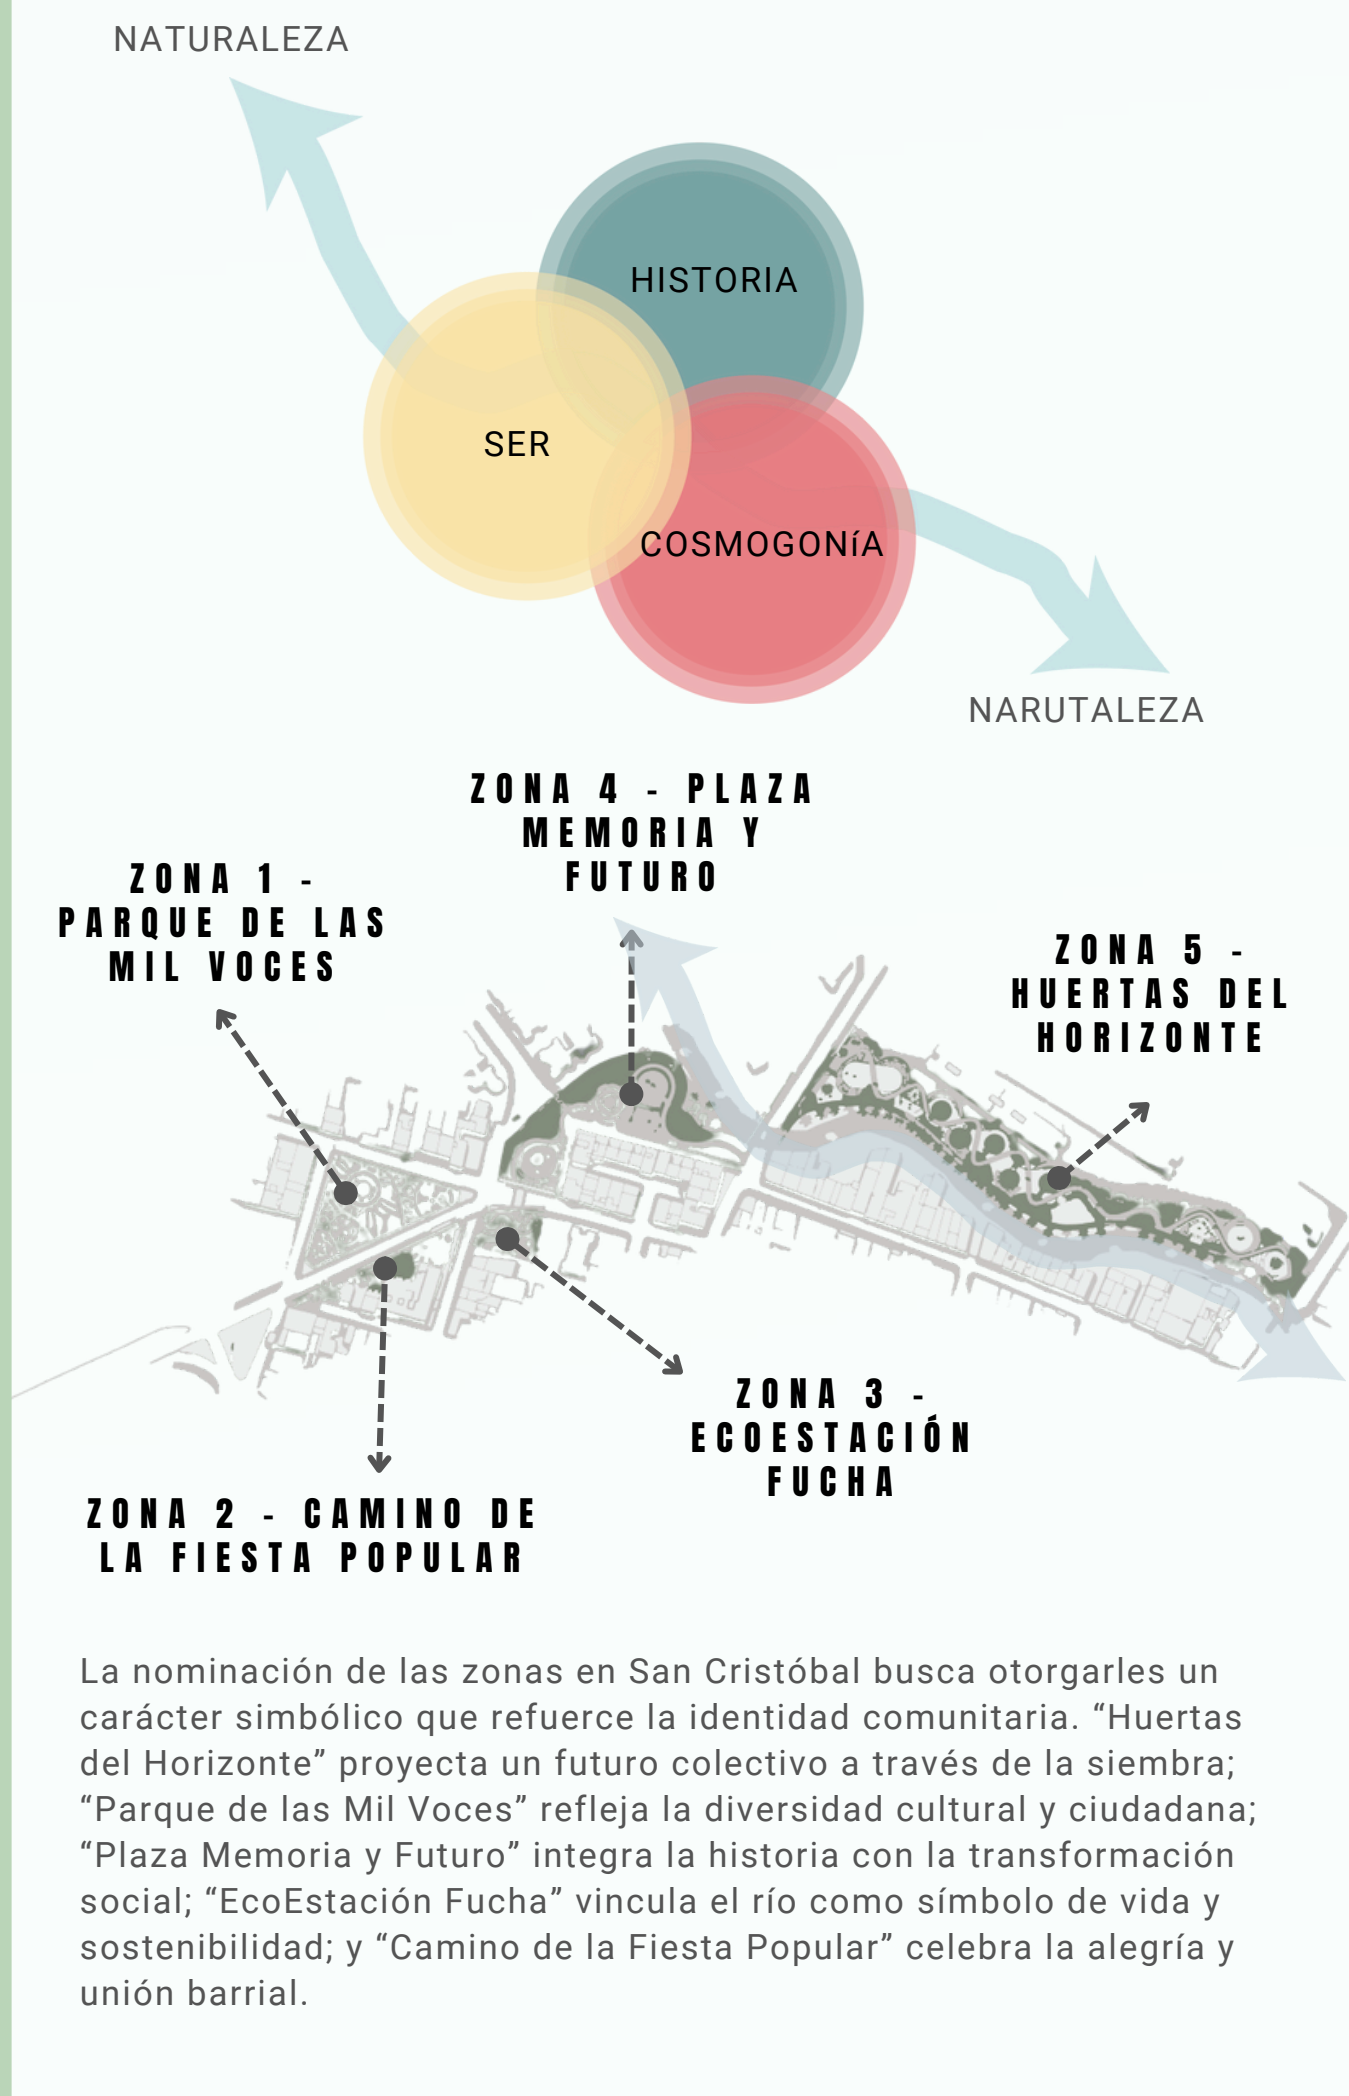 NATURALEZA
HISTORIA
SER
COSMOGONíA
NARUTALEZA
ZONA 4 - PLAZA
MEMORIA Y
FUTURO
ZONA 1 -
PARQUE DE LAS
MIL VOCES
ZONA 5 -
HUERTAS DEL
HORIZONTE
ZONA 3 -
ECOESTACIÓN
FUCHA
ZONA 2 - CAMINO DE
LA FIESTA POPULAR
La nominación de las zonas en San Cristóbal busca otorgarles un
carácter simbólico que refuerce la identidad comunitaria. “Huertas
del Horizonte” proyecta un futuro colectivo a través de la siembra;
“Parque de las Mil Voces” refleja la diversidad cultural y ciudadana;
“Plaza Memoria y Futuro” integra la historia con la transformación
social; “EcoEstación Fucha” vincula el río como símbolo de vida y
sostenibilidad; y “Camino de la Fiesta Popular” celebra la alegría y
unión barrial.